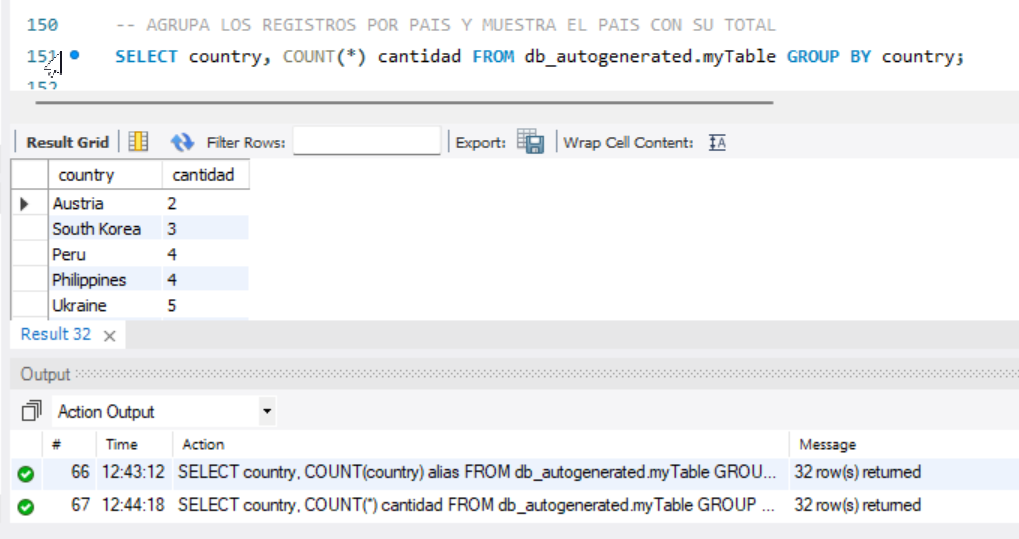 150 -- AGRUPA LOS REGISTROS POR PAIS Y MUESTRA EL PAIS CON SU TOTAL
151 SELECT country, COUNT(*) cantidad FROM db_autogenerated.myTable GROUP BY country;
152
Result Grid Filter Rows: Export: Wrap Cell Content: IA
country cantidad
Austria 2
South Korea 3
Peru 4
Philippines 4
Ukraine 5
Result 32 ×
Output
Action Output
# Time Action Message
66 12:43:12 SELECT country, COUNT(country) alias FROM db_autogenerated.myTable GROU... 32 row(s) returned
67 12:44:18 SELECT country, COUNT(*) cantidad FROM db_autogenerated.myTable GROUP ... 32 row(s) returned